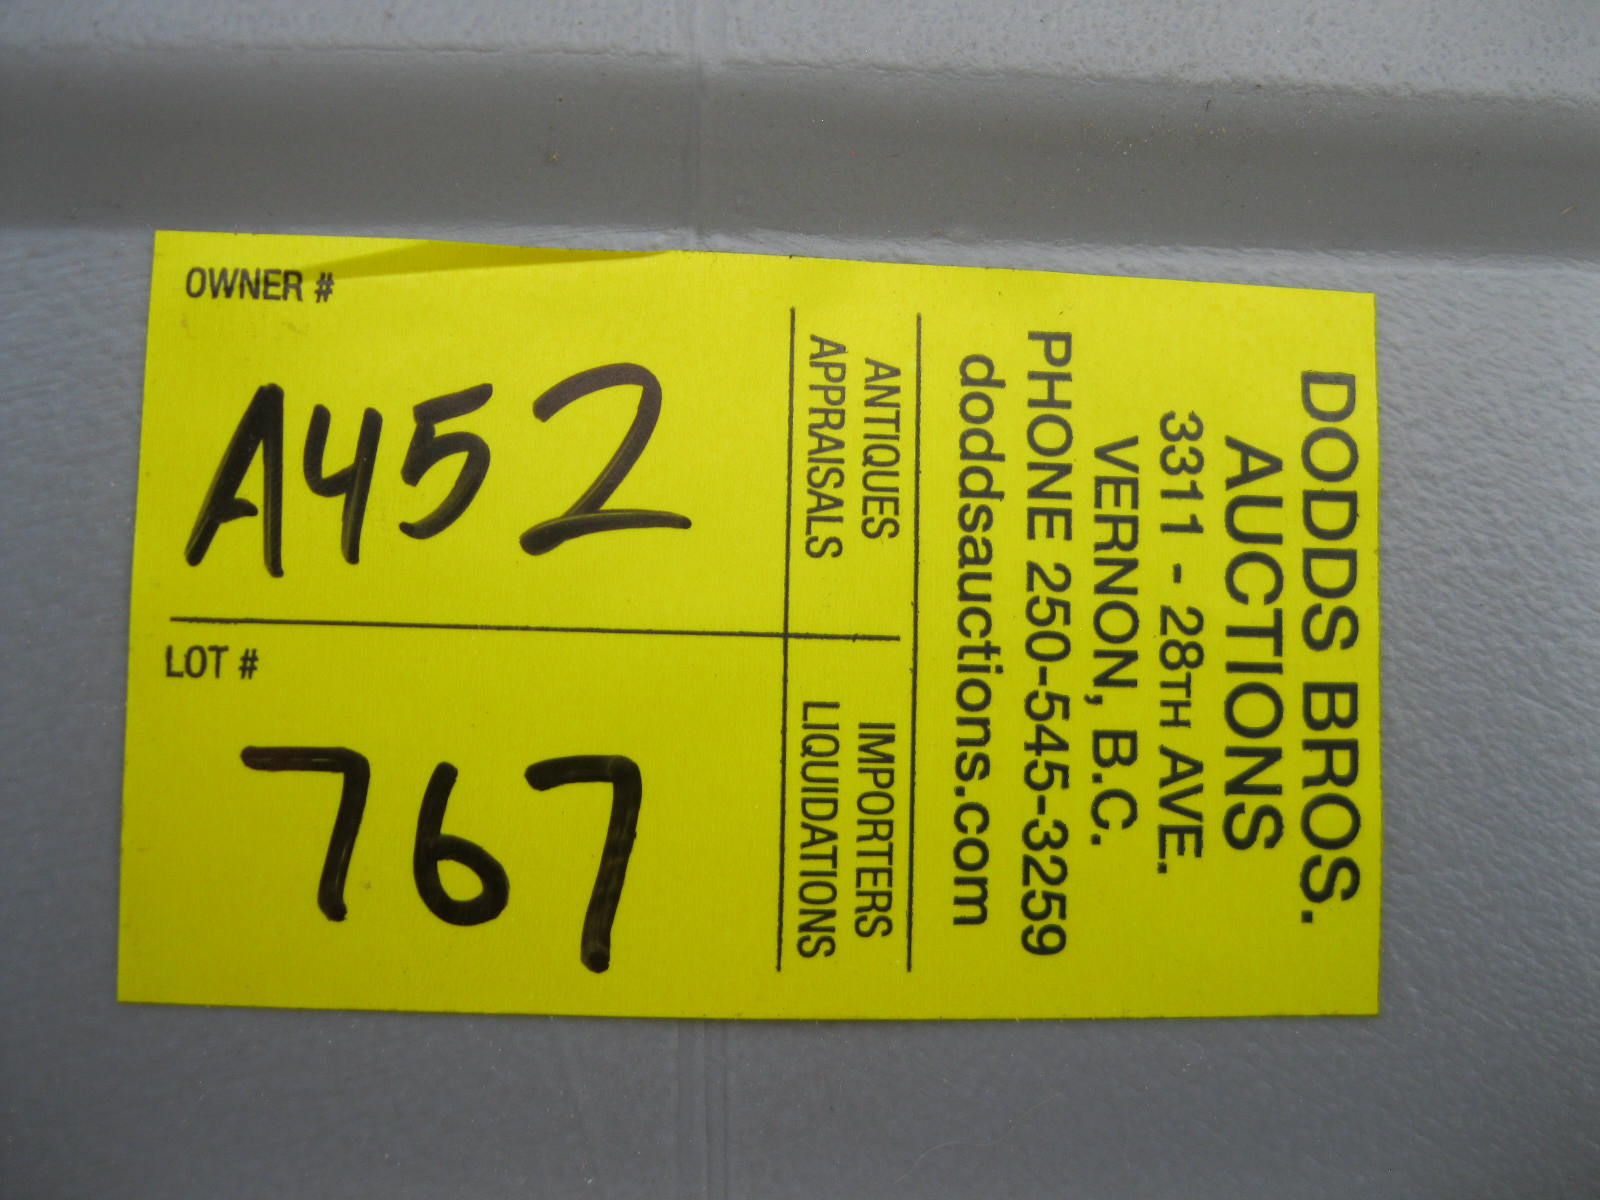 OWNER #
A452
LOT #
767
DODDS BROS.
AUCTIONS
3311 - 28TH AVE.
VERNON, B.C.
PHONE 250-545-3259
doddsauctions.com
ANTIQUES
APPRAISALS
IMPORTERS
LIQUIDATIONS